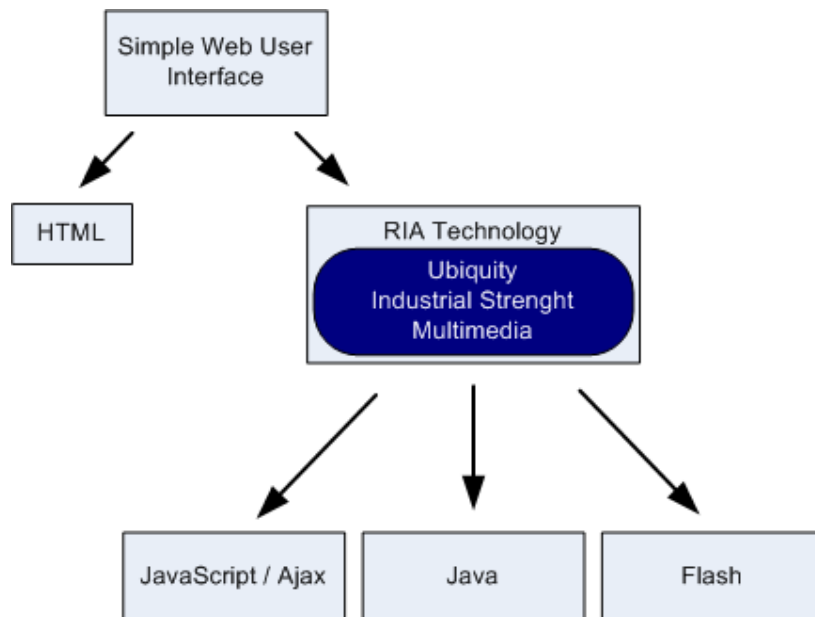 Simple Web User
Interface
HTML
RIA Technology
Ubiquity
Industrial Strenght
Multimedia
JavaScript / Ajax
Java
Flash